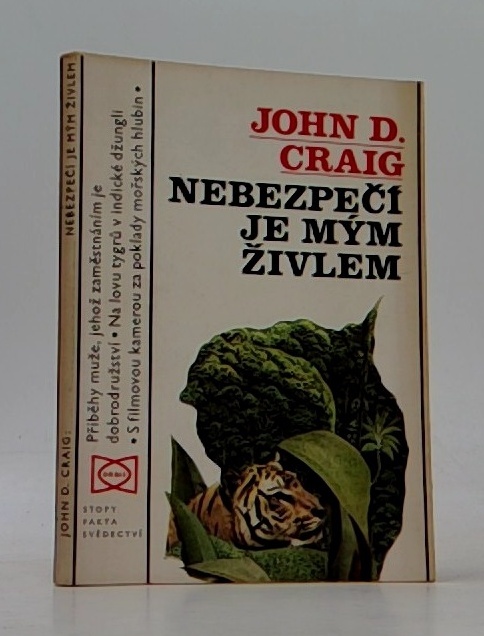 JOHN D. CRAIG:
NEBEZPEČÍ JE MÝM ŽIVLEM
Příběhy muže, jehož zaměstnáním je
dobrodružství • Na lovu tygrů v indické džungli
• S filmovou kamerou za poklady mořských hlubin •
STOPY
FAKTA
SVĚDECTVÍ
JOHN D.
CRAIG
NEBEZPEČÍ
JE MÝM
ŽIVLEM